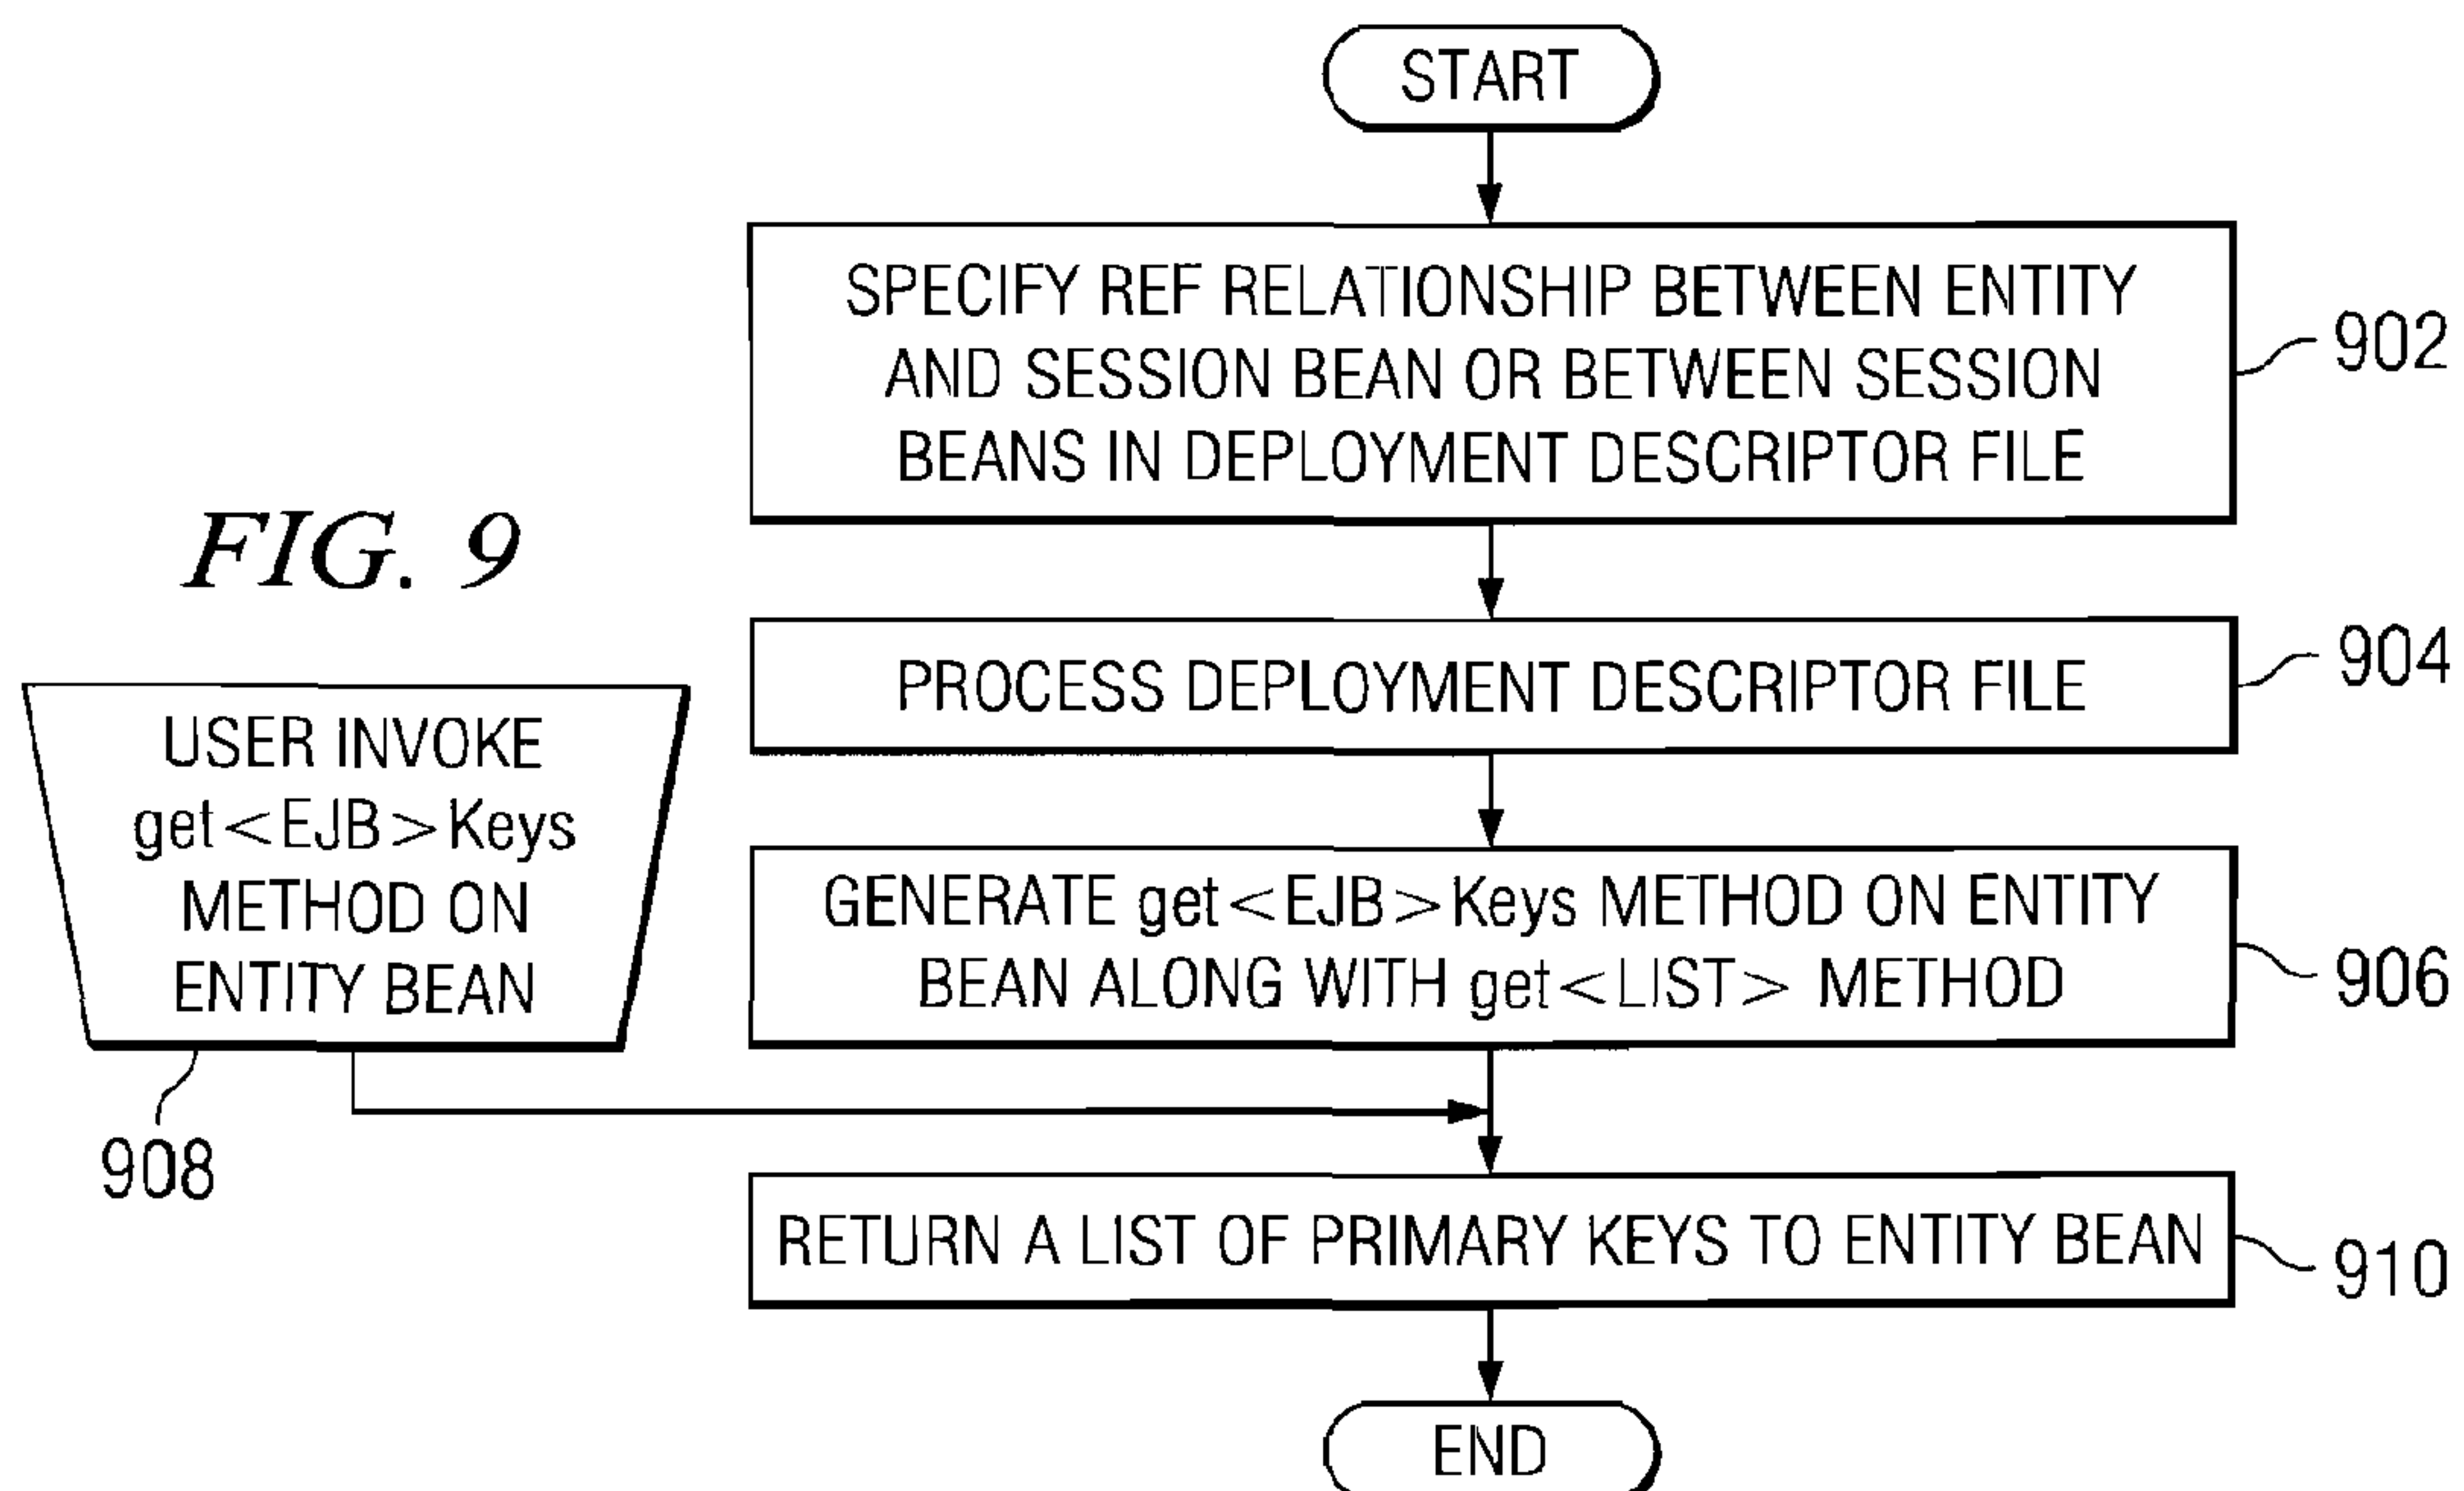 START
SPECIFY REF RELATIONSHIP BETWEEN ENTITY
AND SESSION BEAN OR BETWEEN SESSION
BEANS IN DEPLOYMENT DESCRIPTOR FILE
902
FIG. 9
PROCESS DEPLOYMENT DESCRIPTOR FILE
904
USER INVOKE
get<EJB>Keys
METHOD ON
ENTITY BEAN
908
GENERATE get<EJB>Keys METHOD ON ENTITY
BEAN ALONG WITH get<LIST> METHOD
906
RETURN A LIST OF PRIMARY KEYS TO ENTITY BEAN
910
END